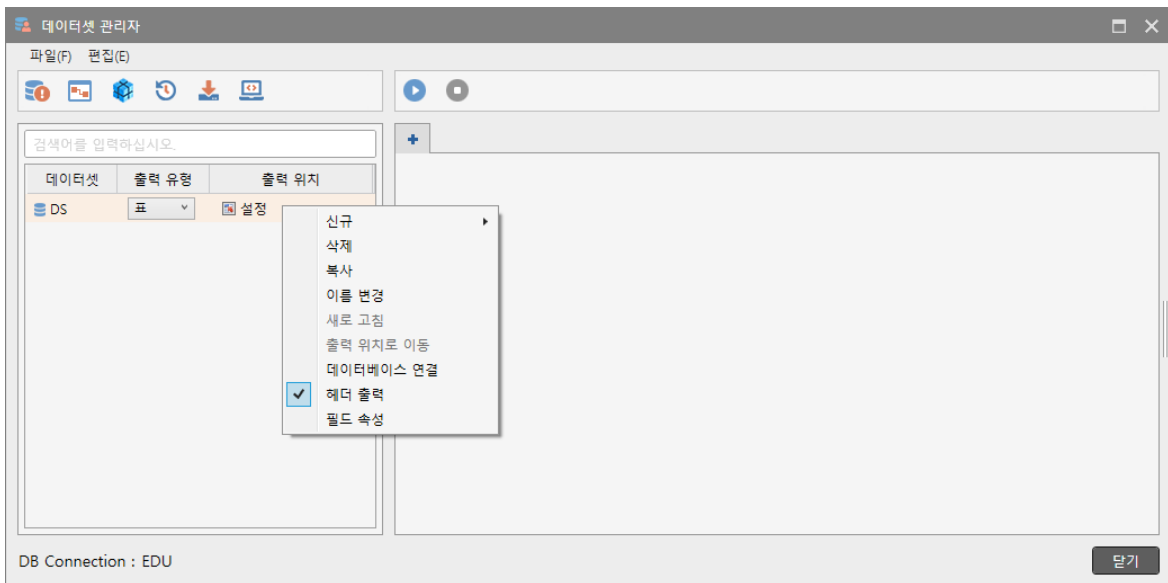 데이터셋 관리자
파일(F) 편집(E)
검색어를 입력하십시오.
데이터셋 출력 유형 출력 위치
DS 표 설정
신규
삭제
복사
이름 변경
새로 고침
출력 위치로 이동
데이터베이스 연결
헤더 출력
필드 속성
DB Connection : EDU
닫기